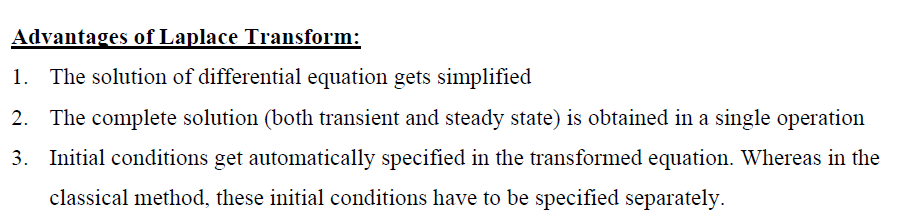 Advantages of Laplace Transform:
1. The solution of differential equation gets simplified
2. The complete solution (both transient and steady state) is obtained in a single operation
3. Initial conditions get automatically specified in the transformed equation. Whereas in the
classical method, these initial conditions have to be specified separately.